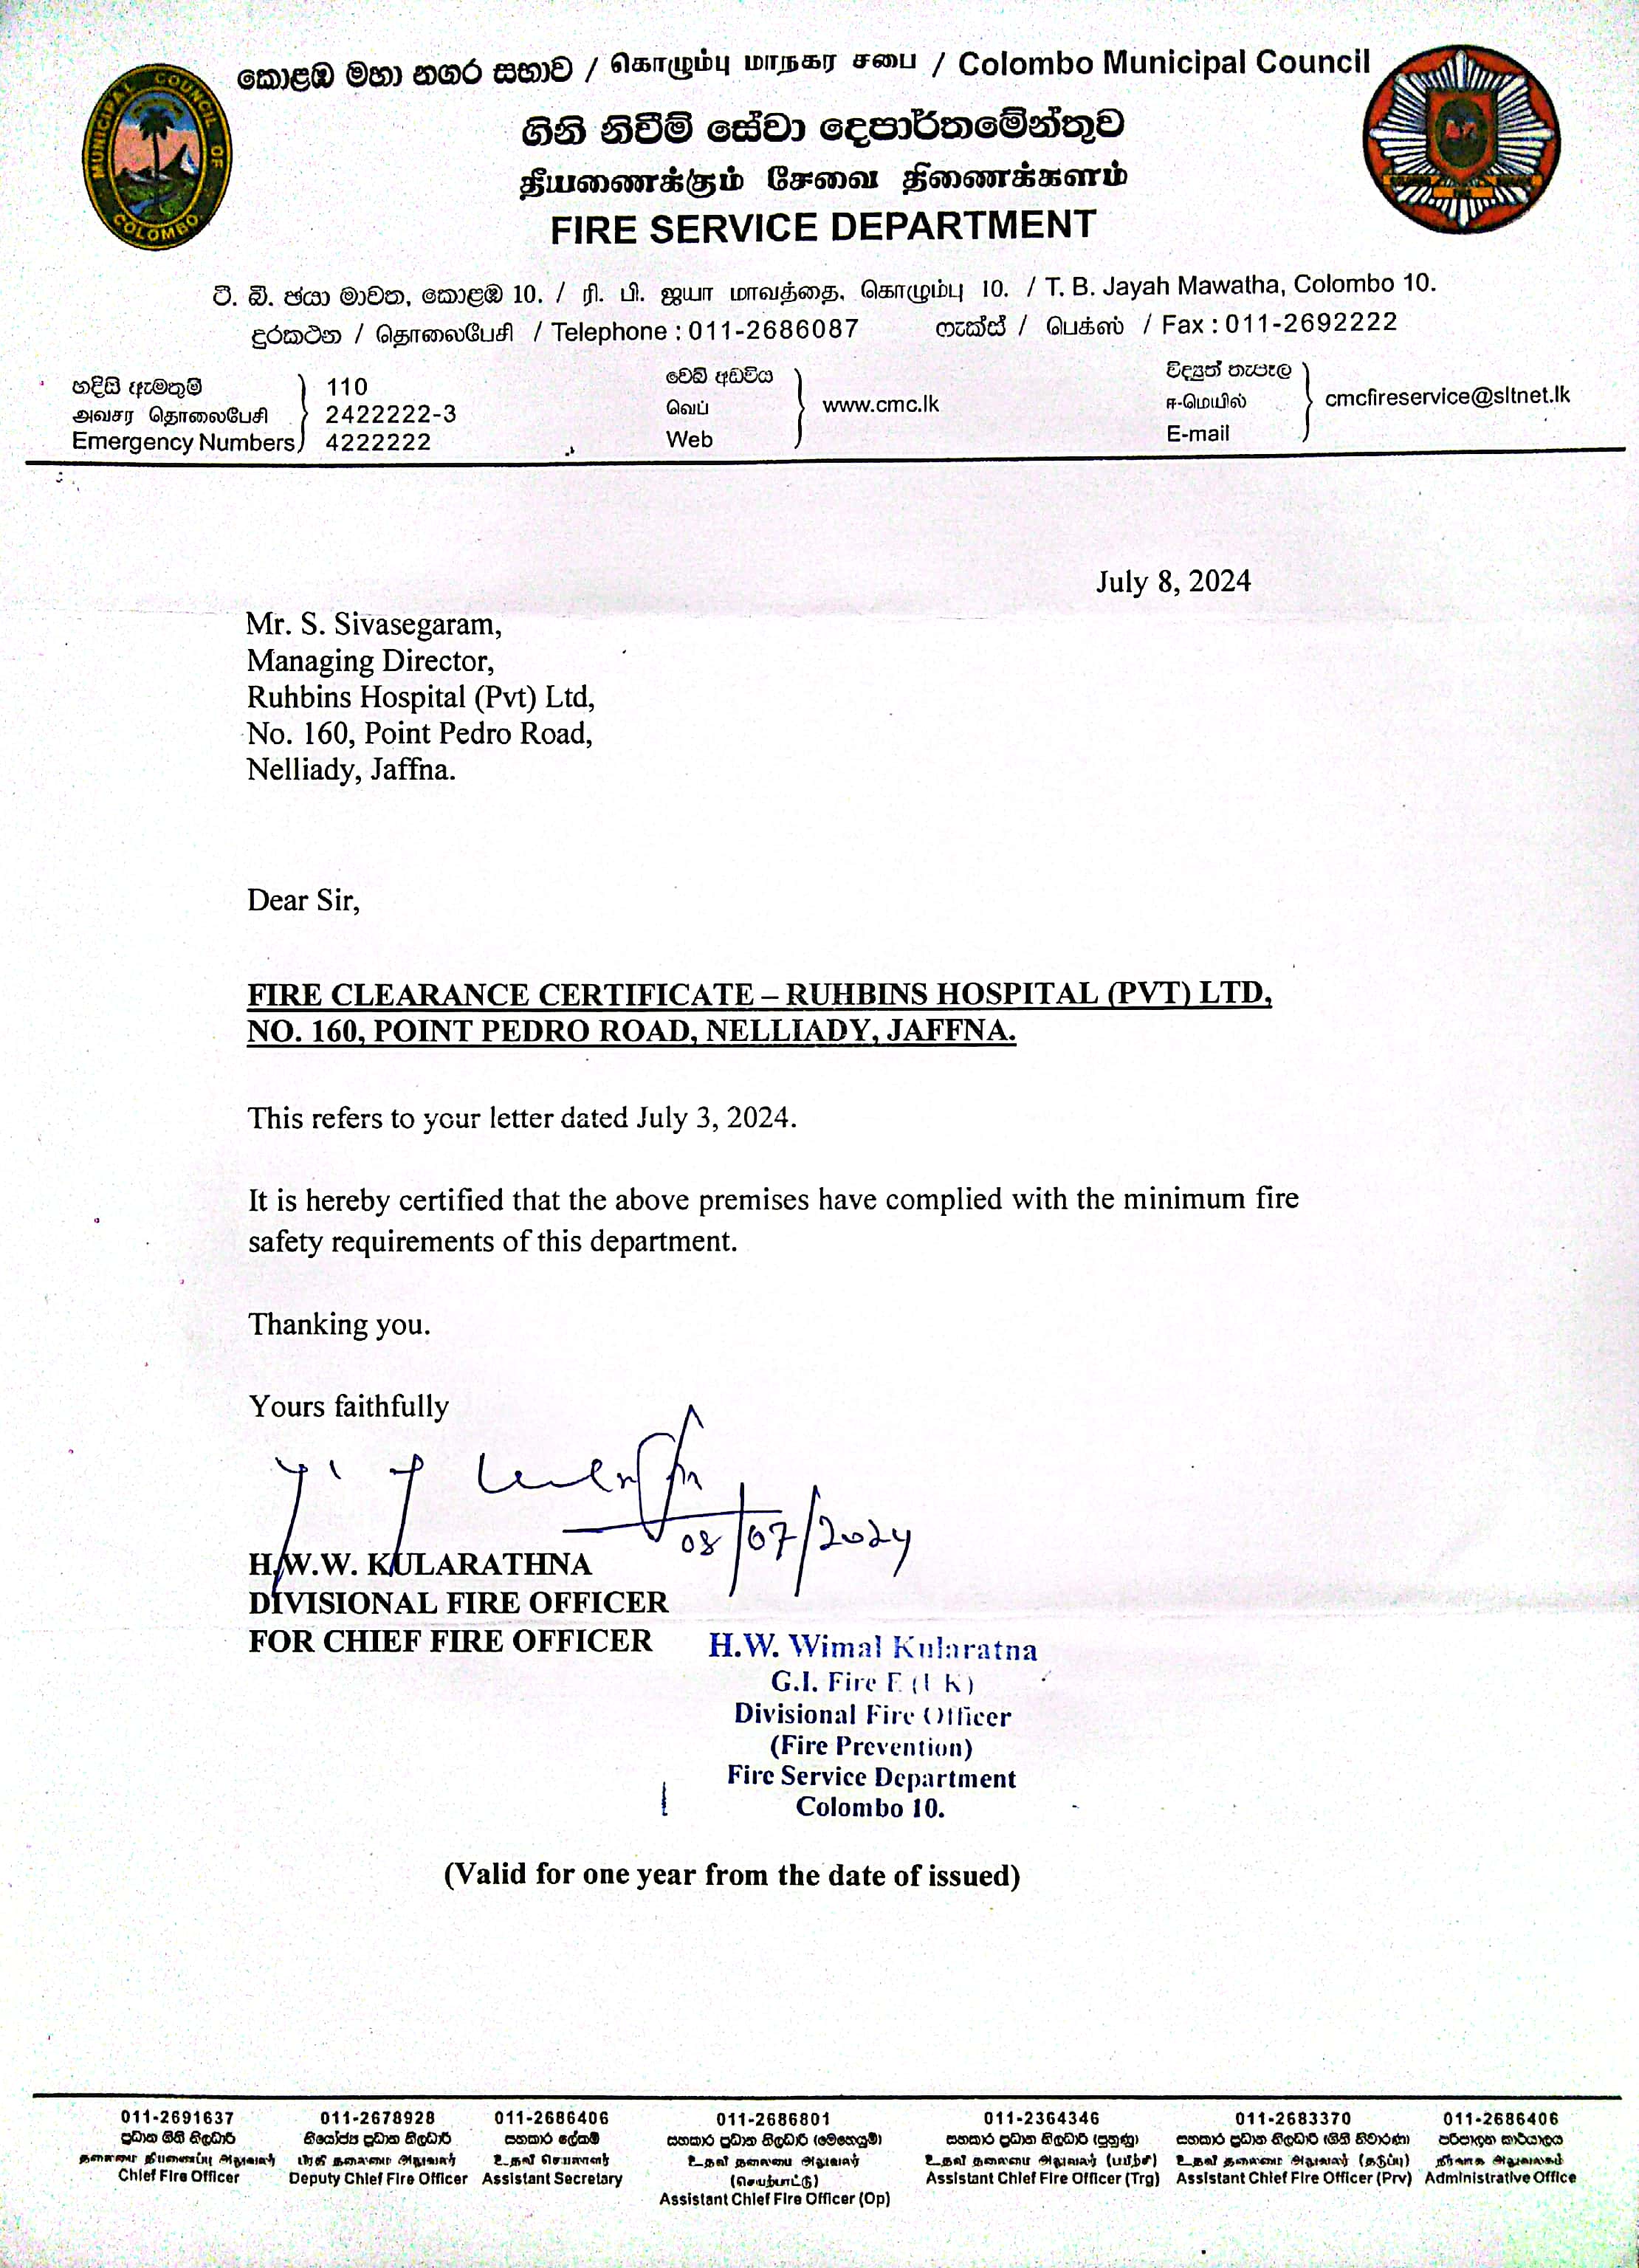 කොළඹ මහා නගර සභාව / கொழும்பு மாநகர சபை / Colombo Municipal Council
MUNICIPAL COUNCIL OF COLOMBO
ගිනි නිවීම් සේවා දෙපාර්තමේන්තුව
தீயணைக்கும் சேவை திணைக்களம்
FIRE SERVICE DEPARTMENT
ටී. බී. ජයා මාවත, කොළඹ 10. / ரி. பி. ஜயா மாவத்தை, கொழும்பு 10. / T. B. Jayah Mawatha, Colombo 10.
දුරකථන / தொலைபேசி / Telephone : 011-2686087 ෆැක්ස් / பெக்ஸ் / Fax : 011-2692222
හදිසි ඇමතුම්
அவசர தொலைபேசி
Emergency Numbers
110
2422222-3
4222222
වෙබ් අඩවිය
வெப்
Web
www.cmc.lk
විද්‍යුත් තැපෑල
ஈ-மெயில்
E-mail
cmcfireservice@sltnet.lk
July 8, 2024
Mr. S. Sivasegaram,
Managing Director,
Ruhbins Hospital (Pvt) Ltd,
No. 160, Point Pedro Road,
Nelliady, Jaffna.
Dear Sir,
FIRE CLEARANCE CERTIFICATE – RUHBINS HOSPITAL (PVT) LTD,
NO. 160, POINT PEDRO ROAD, NELLIADY, JAFFNA.
This refers to your letter dated July 3, 2024.
It is hereby certified that the above premises have complied with the minimum fire
safety requirements of this department.
Thanking you.
Yours faithfully
08/07/2024
H.W.W. KULARATHNA
DIVISIONAL FIRE OFFICER
FOR CHIEF FIRE OFFICER
H.W. Wimal Kularatna
G.I. Fire E (U K)
Divisional Fire Officer
(Fire Prevention)
Fire Service Department
Colombo 10.
(Valid for one year from the date of issued)
011-2691637
ප්‍රධාන ගිනි නිලධාරි
தலைமை தீயணைப்பு அலுவலர்
Chief Fire Officer
011-2678928
නියෝජ්‍ය ප්‍රධාන නිලධාරි
பிரதி தலைமை அலுவலர்
Deputy Chief Fire Officer
011-2686406
සහකාර ලේකම්
உதவி செயலாளர்
Assistant Secretary
011-2686801
සහකාර ප්‍රධාන නිලධාරි (මෙහෙයුම්)
உதவி தலைமை அலுவலர்
(செயற்பாட்டு)
Assistant Chief Fire Officer (Op)
011-2364346
සහකාර ප්‍රධාන නිලධාරි (පුහුණු)
உதவி தலைமை அலுவலர் (பயிற்சி)
Assistant Chief Fire Officer (Trg)
011-2683370
සහකාර ප්‍රධාන නිලධාරි (ගිනි නිවාරණ)
உதவி தலைமை அலுவலர் (தடுப்பு)
Assistant Chief Fire Officer (Prv)
011-2686406
පරිපාලන කාර්යාලය
நிர்வாக அலுவலகம்
Administrative Office